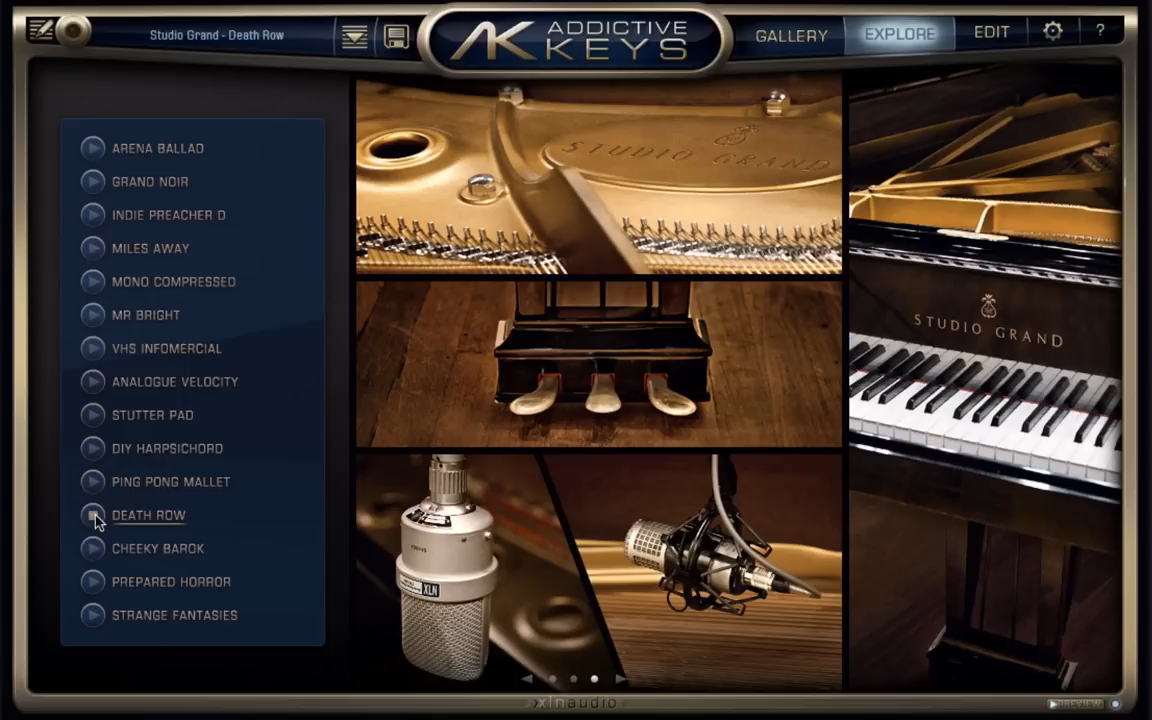 Studio Grand - Death Row
ADDICTIVE
KEYS
GALLERY
EXPLORE
EDIT
?
ARENA BALLAD
GRAND NOIR
INDIE PREACHER D
MILES AWAY
MONO COMPRESSED
MR BRIGHT
VHS INFOMERCIAL
ANALOGUE VELOCITY
STUTTER PAD
DIY HARPSICHORD
PING PONG MALLET
DEATH ROW
CHEEKY BAROK
PREPARED HORROR
STRANGE FANTASIES
STUDIO GRAND
STUDIO GRAND
XLN
xlnaudio
PREVIEW